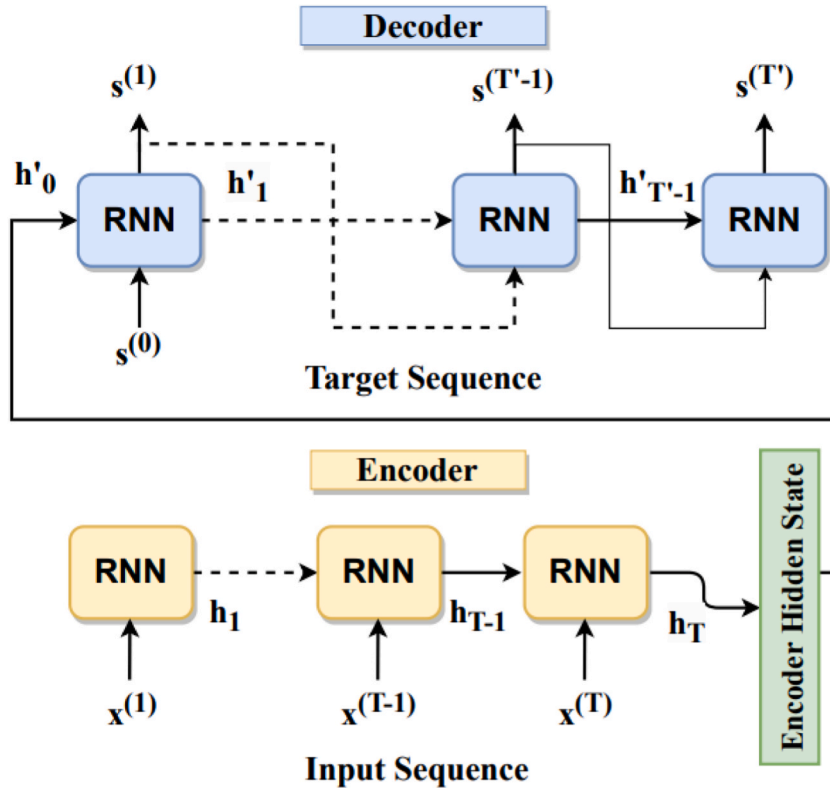 Decoder
s(1)
s(T'-1)
s(T')
h'0
h'1
h'T'-1
RNN
RNN
RNN
s(0)
Target Sequence
Encoder
RNN
RNN
RNN
h1
hT-1
hT
Encoder Hidden State
x(1)
x(T-1)
x(T)
Input Sequence